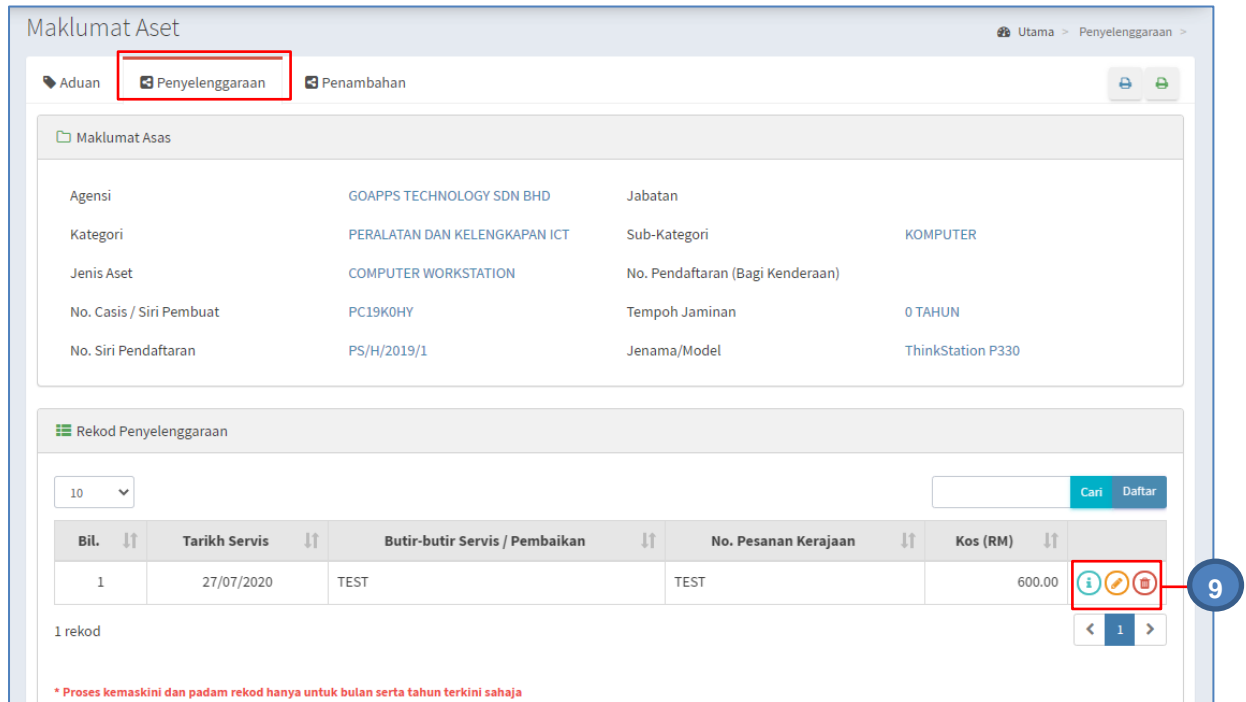 Maklumat Aset
Utama > Penyelenggaraan >
Aduan Penyelenggaraan Penambahan
Maklumat Asas
Agensi GOAPPS TECHNOLOGY SDN BHD Jabatan
Kategori PERALATAN DAN KELENGKAPAN ICT Sub-Kategori KOMPUTER
Jenis Aset COMPUTER WORKSTATION No. Pendaftaran (Bagi Kenderaan)
No. Casis / Siri Pembuat PC19K0HY Tempoh Jaminan 0 TAHUN
No. Siri Pendaftaran PS/H/2019/1 Jenama/Model ThinkStation P330
Rekod Penyelenggaraan
10 Cari Daftar
Bil. Tarikh Servis Butir-butir Servis / Pembaikan No. Pesanan Kerajaan Kos (RM)
1 27/07/2020 TEST TEST 600.00
9
1 rekod < 1 >
* Proses kemaskini dan padam rekod hanya untuk bulan serta tahun terkini sahaja